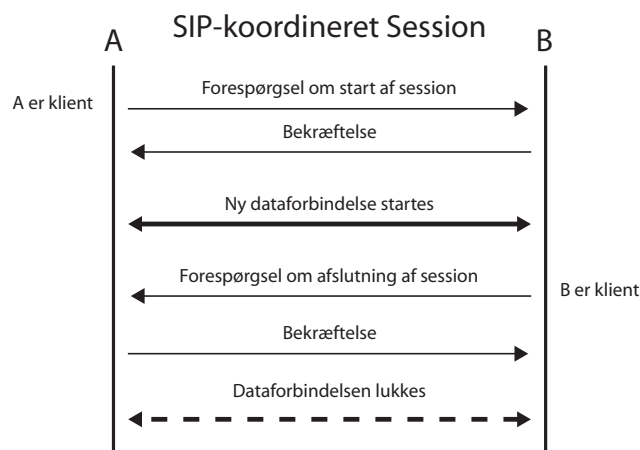 SIP-koordineret Session
A
B
Forespørgsel om start af session
A er klient
Bekræftelse
Ny dataforbindelse startes
Forespørgsel om afslutning af session
B er klient
Bekræftelse
Dataforbindelsen lukkes